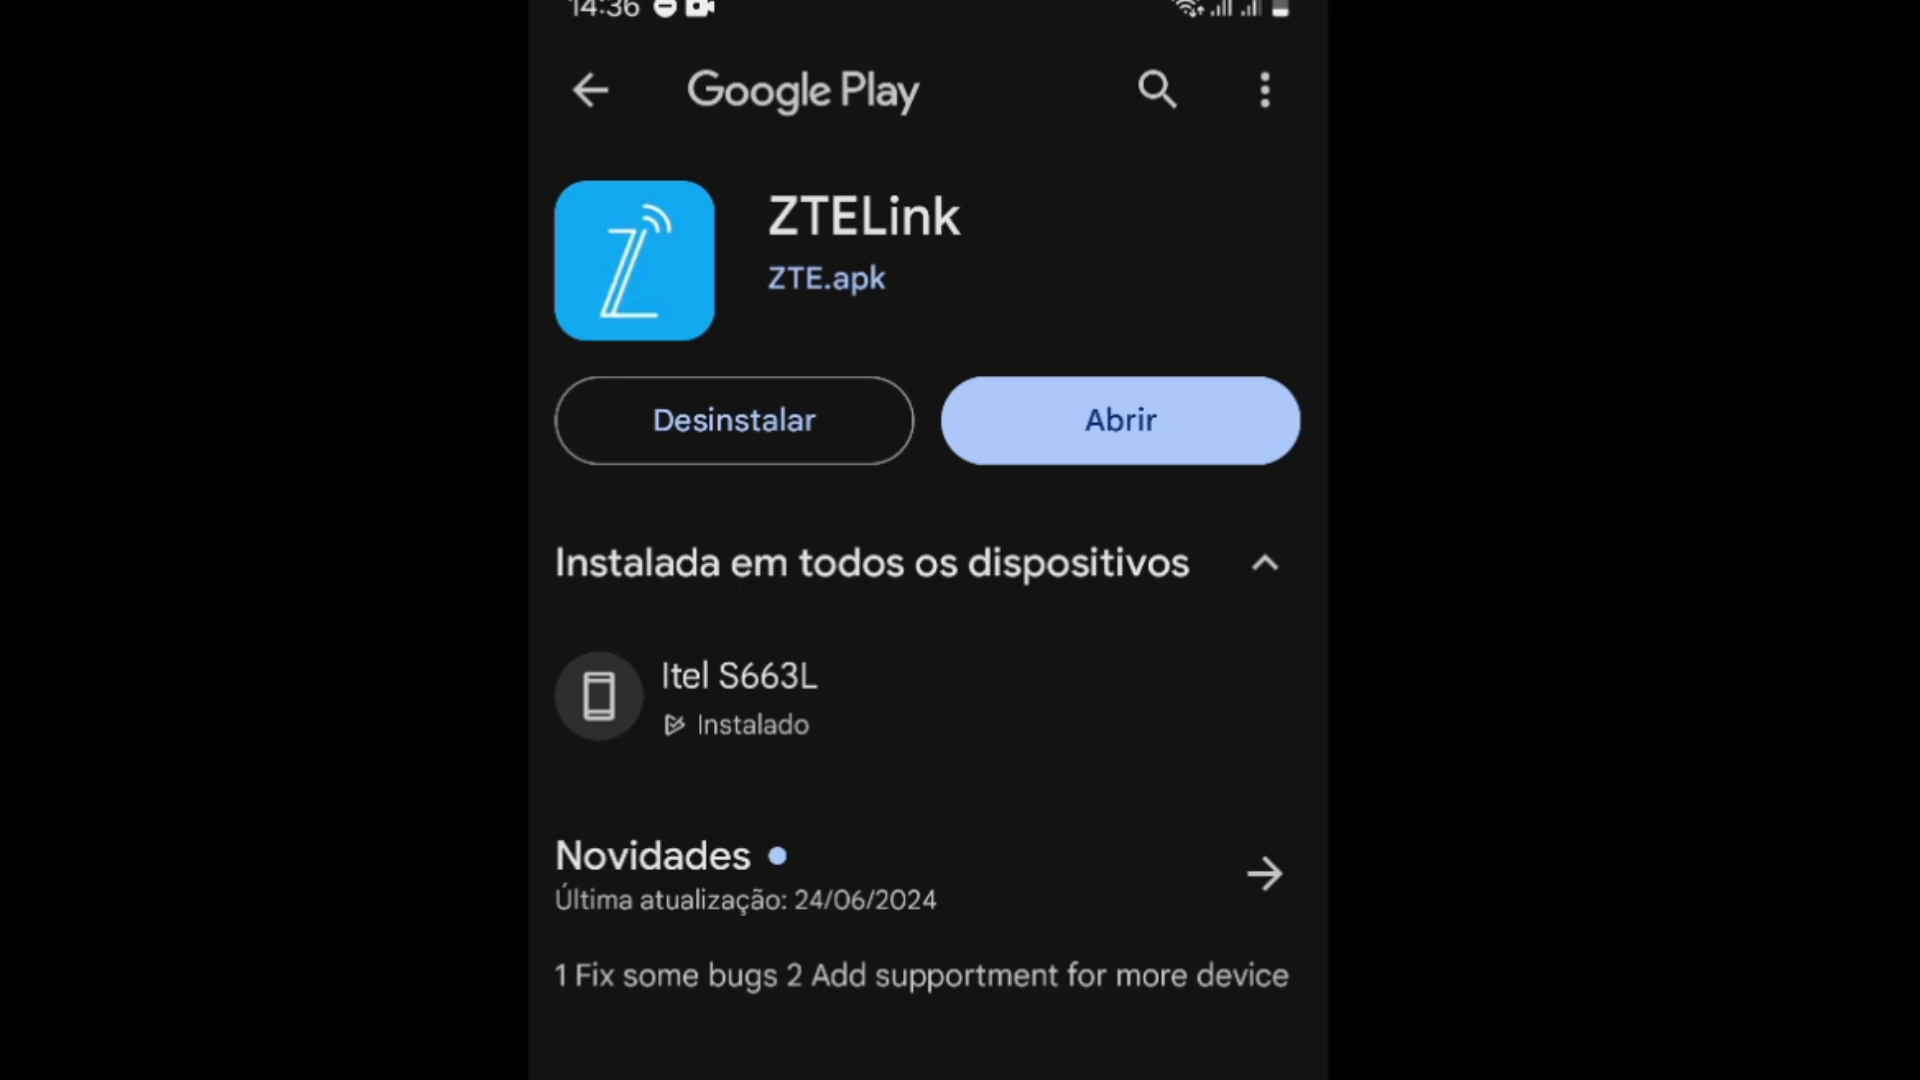 14:36
Google Play
ZTELink
ZTE.apk
Desinstalar
Abrir
Instalada em todos os dispositivos
Itel S663L
Instalado
Novidades
Última atualização: 24/06/2024
1 Fix some bugs 2 Add supportment for more device